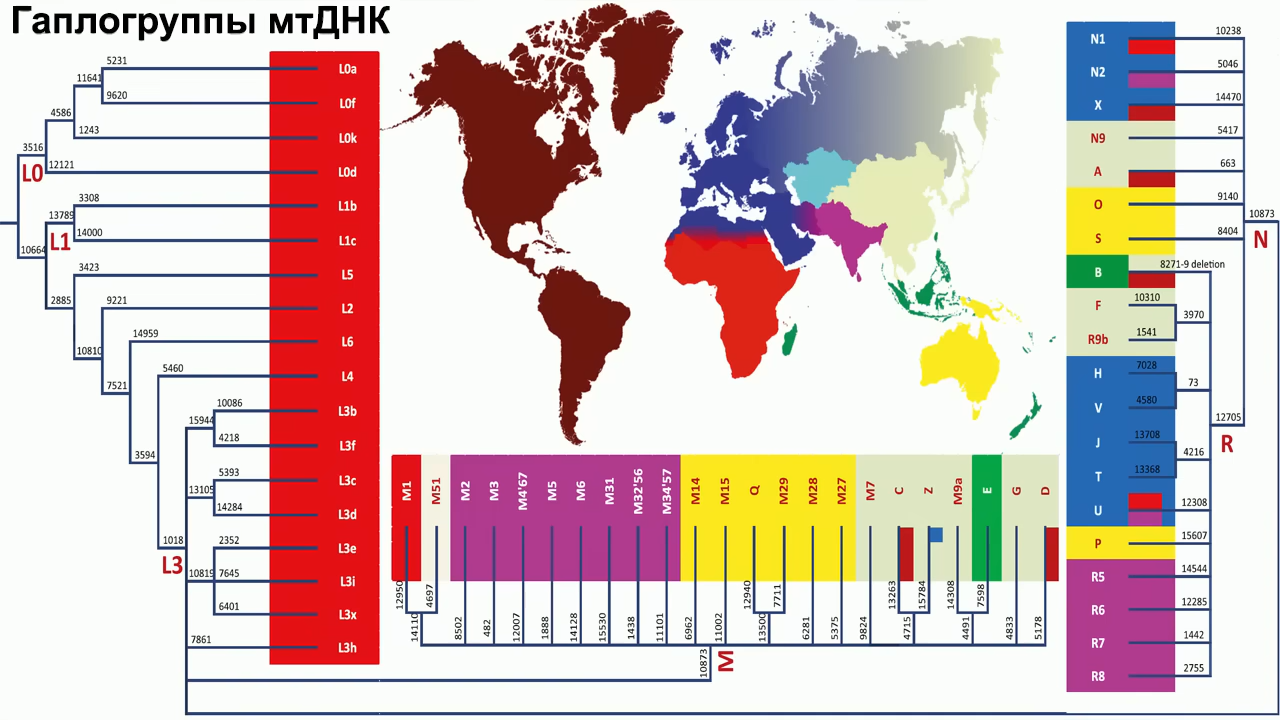 Гаплогруппы мтДНК
5231
L0a
11641
9620
L0f
4586
1243
L0k
3516
L0
12121
L0d
3308
L1b
13789
L1
14000
L1c
10664
3423
L5
2885
9221
L2
14959
L6
10810
5460
L4
7521
10086
L3b
15944
4218
L3f
3594
5393
L3c
13105
14284
L3d
1018
L3
2352
L3e
10819
7645
L3i
6401
L3x
7861
L3h
M1
M51
M2
M3
M4'67
M5
M6
M31
M32'56
M34'57
M14
M15
Q
M29
M28
M27
M7
C
Z
M9a
E
G
D
12950
4697
14110
8502
482
12007
1888
14128
15530
1438
11101
6962
11002
12940
7711
13500
6281
5375
9824
13263
15784
4715
14308
7598
4491
4833
5178
10873
M
N1
10238
N2
5046
X
14470
N9
5417
A
663
O
9140
S
8404
10873
N
B
8271-9 deletion
F
10310
3970
R9b
1541
H
7028
73
V
4580
12705
R
J
13708
4216
T
13368
U
12308
P
15607
R5
14544
R6
12285
R7
1442
R8
2755